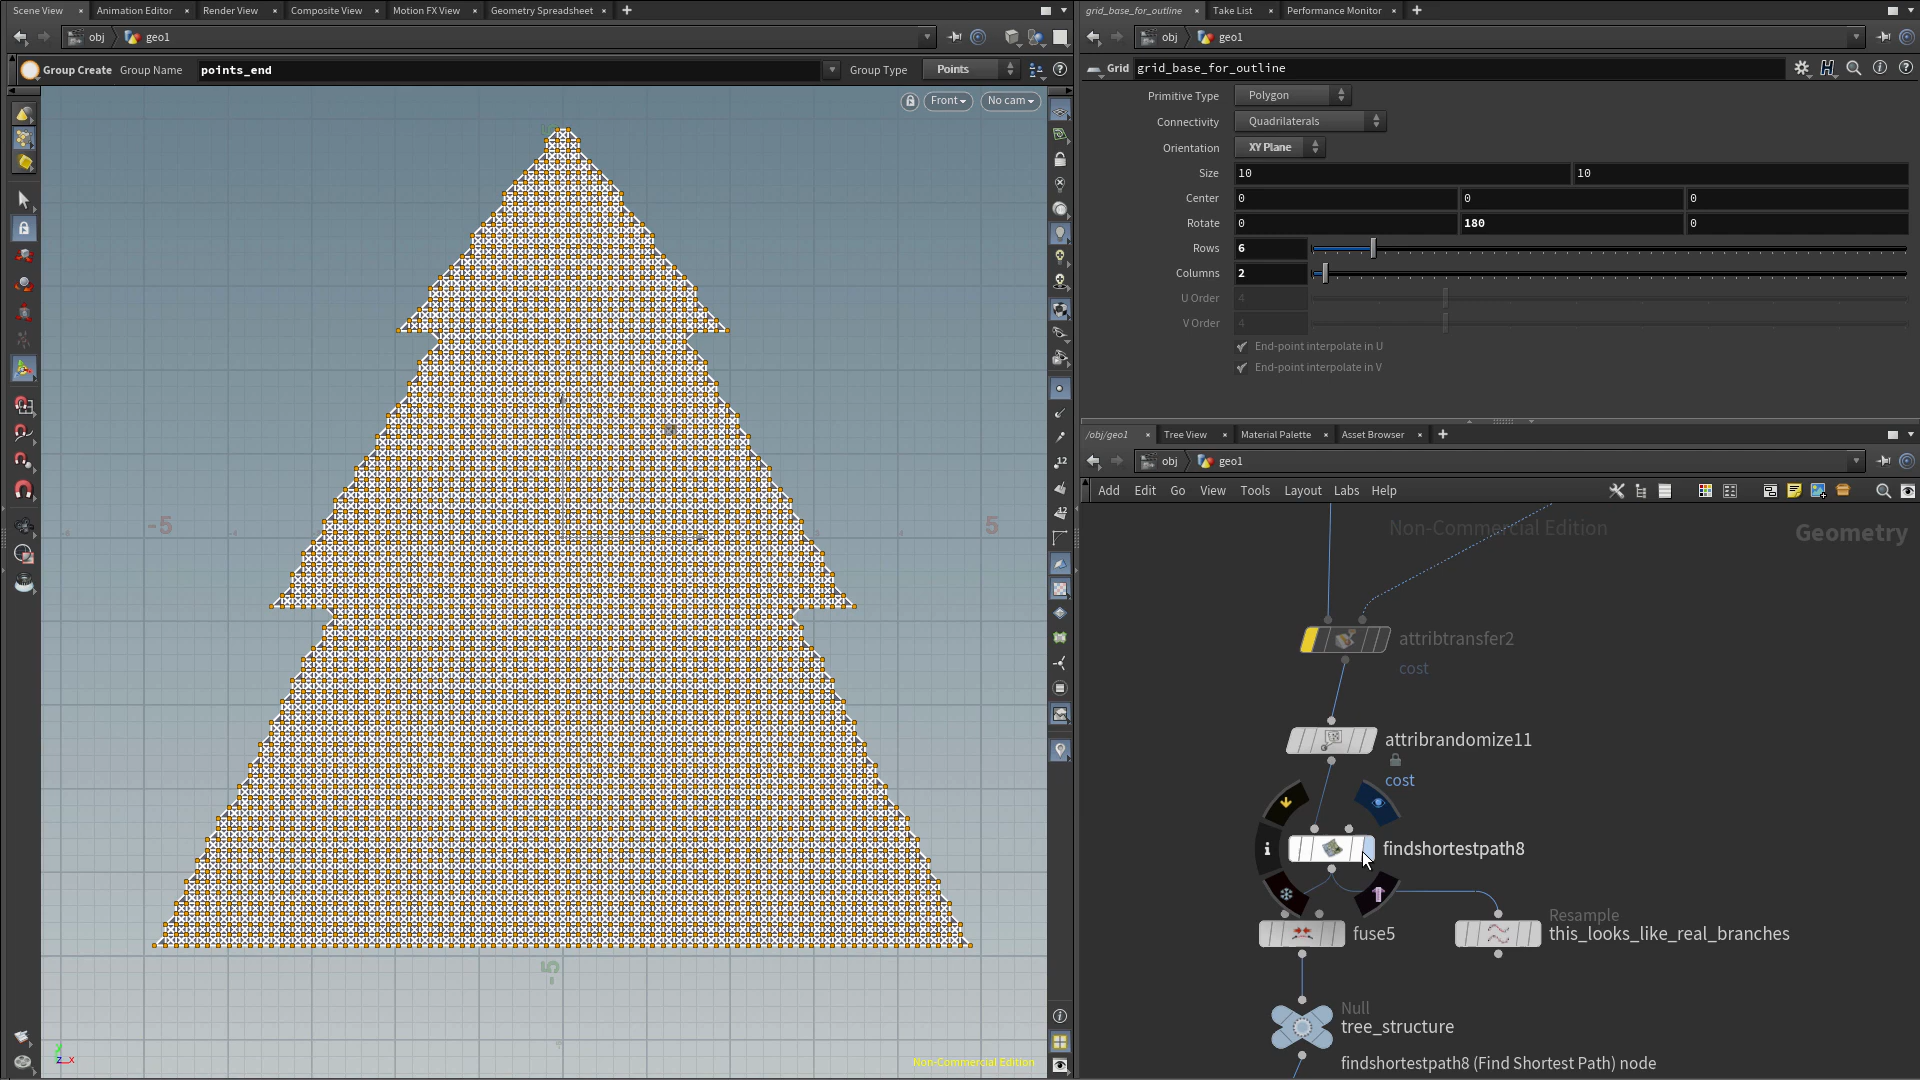 Scene View
Animation Editor
Render View
Composite View
Motion FX View
Geometry Spreadsheet
obj
geo1
Group Create
Group Name
points_end
Group Type
Points
Front
No cam
-5
5
-5
Non-Commercial Edition
z x
12
12
grid_base_for_outline
Take List
Performance Monitor
obj
geo1
Grid
grid_base_for_outline
Primitive Type
Polygon
Connectivity
Quadrilaterals
Orientation
XY Plane
Size
10
10
Center
0
0
0
Rotate
0
180
0
Rows
6
Columns
2
U Order
4
V Order
4
End-point interpolate in U
End-point interpolate in V
/obj/geo1
Tree View
Material Palette
Asset Browser
obj
geo1
Add
Edit
Go
View
Tools
Layout
Labs
Help
Non-Commercial Edition
Geometry
attribtransfer2
cost
attribrandomize11
cost
findshortestpath8
fuse5
Resample
this_looks_like_real_branches
Null
tree_structure
findshortestpath8 (Find Shortest Path) node